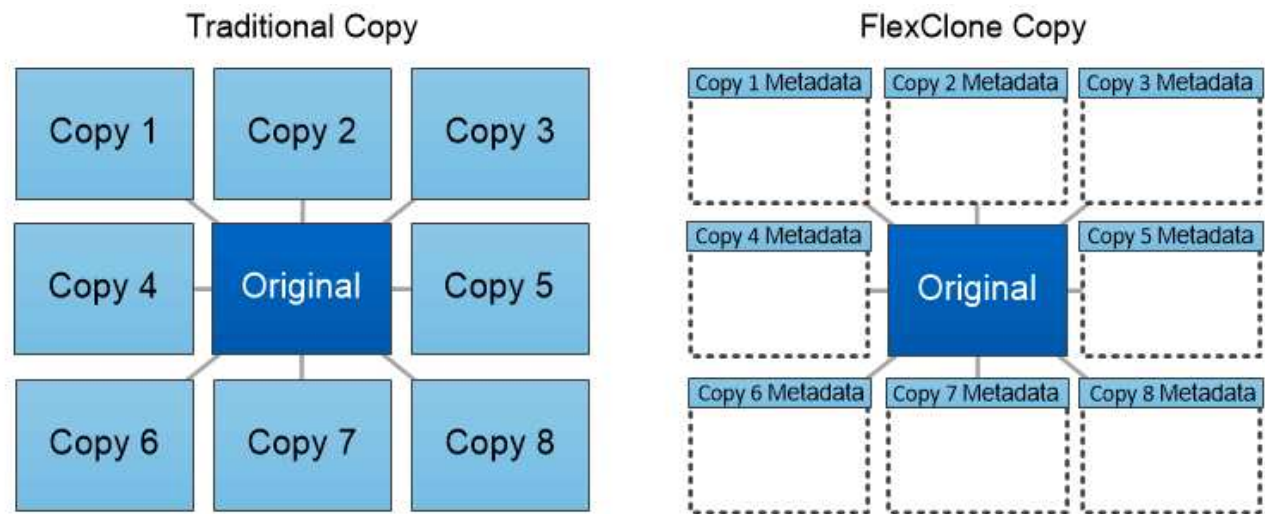 Traditional Copy
Copy 1
Copy 2
Copy 3
Copy 4
Original
Copy 5
Copy 6
Copy 7
Copy 8
FlexClone Copy
Copy 1 Metadata
Copy 2 Metadata
Copy 3 Metadata
Copy 4 Metadata
Original
Copy 5 Metadata
Copy 6 Metadata
Copy 7 Metadata
Copy 8 Metadata